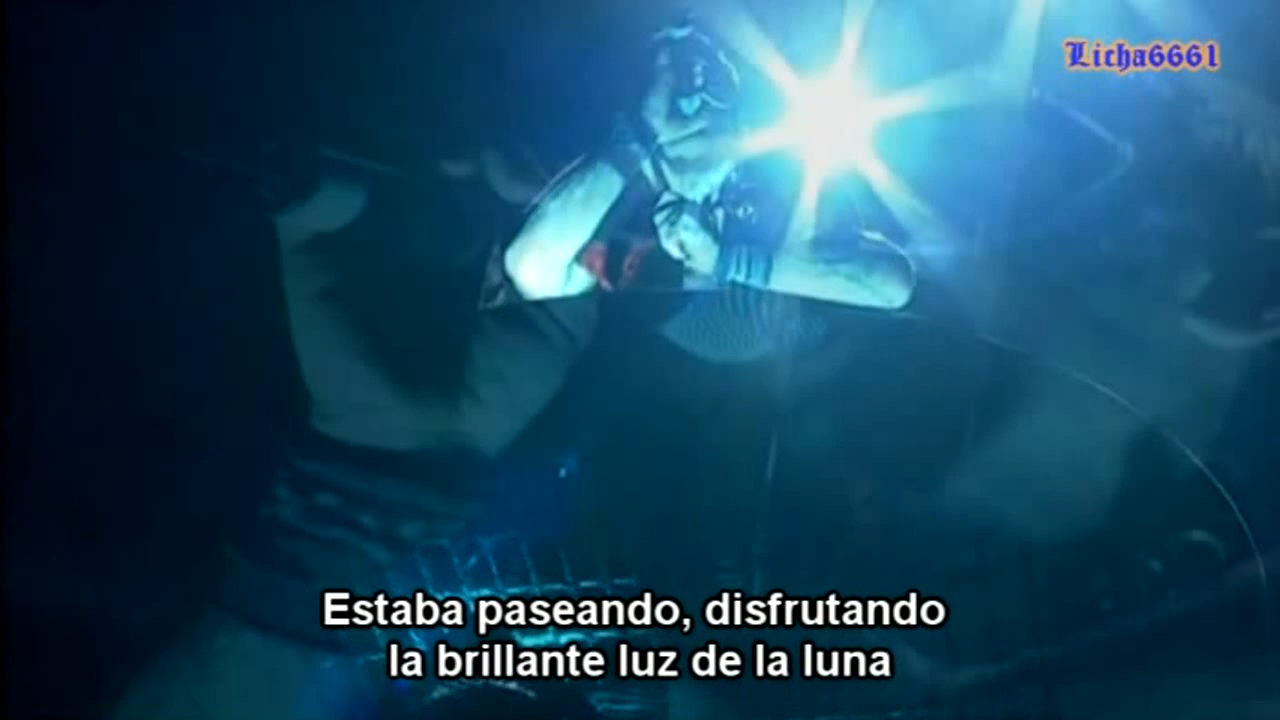 Licha6661
Estaba paseando, disfrutando
la brillante luz de la luna